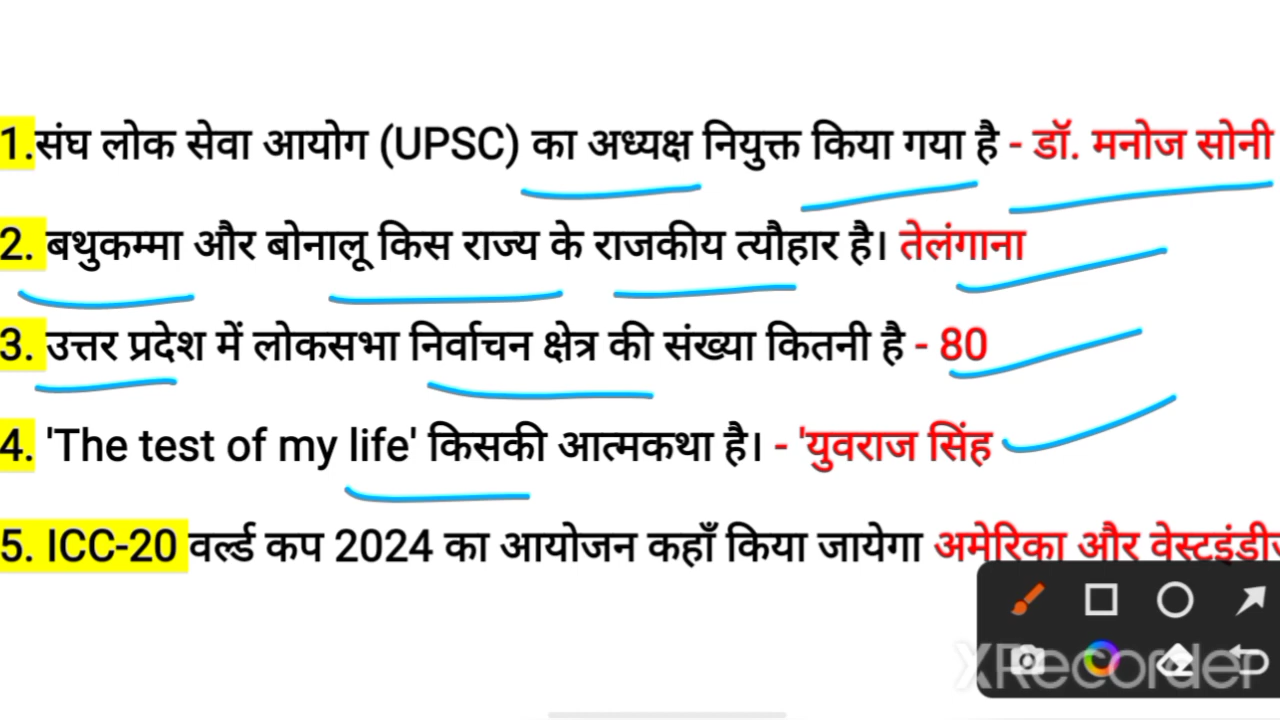 1.संघ लोक सेवा आयोग (UPSC) का अध्यक्ष नियुक्त किया गया है - डॉ. मनोज सोनी
2. बथुकम्मा और बोनालू किस राज्य के राजकीय त्यौहार है। तेलंगाना
3. उत्तर प्रदेश में लोकसभा निर्वाचन क्षेत्र की संख्या कितनी है - 80
4. 'The test of my life' किसकी आत्मकथा है। - 'युवराज सिंह
5. ICC-20 वर्ल्ड कप 2024 का आयोजन कहाँ किया जायेगा अमेरिका और वेस्टइंडीज
XRecorder